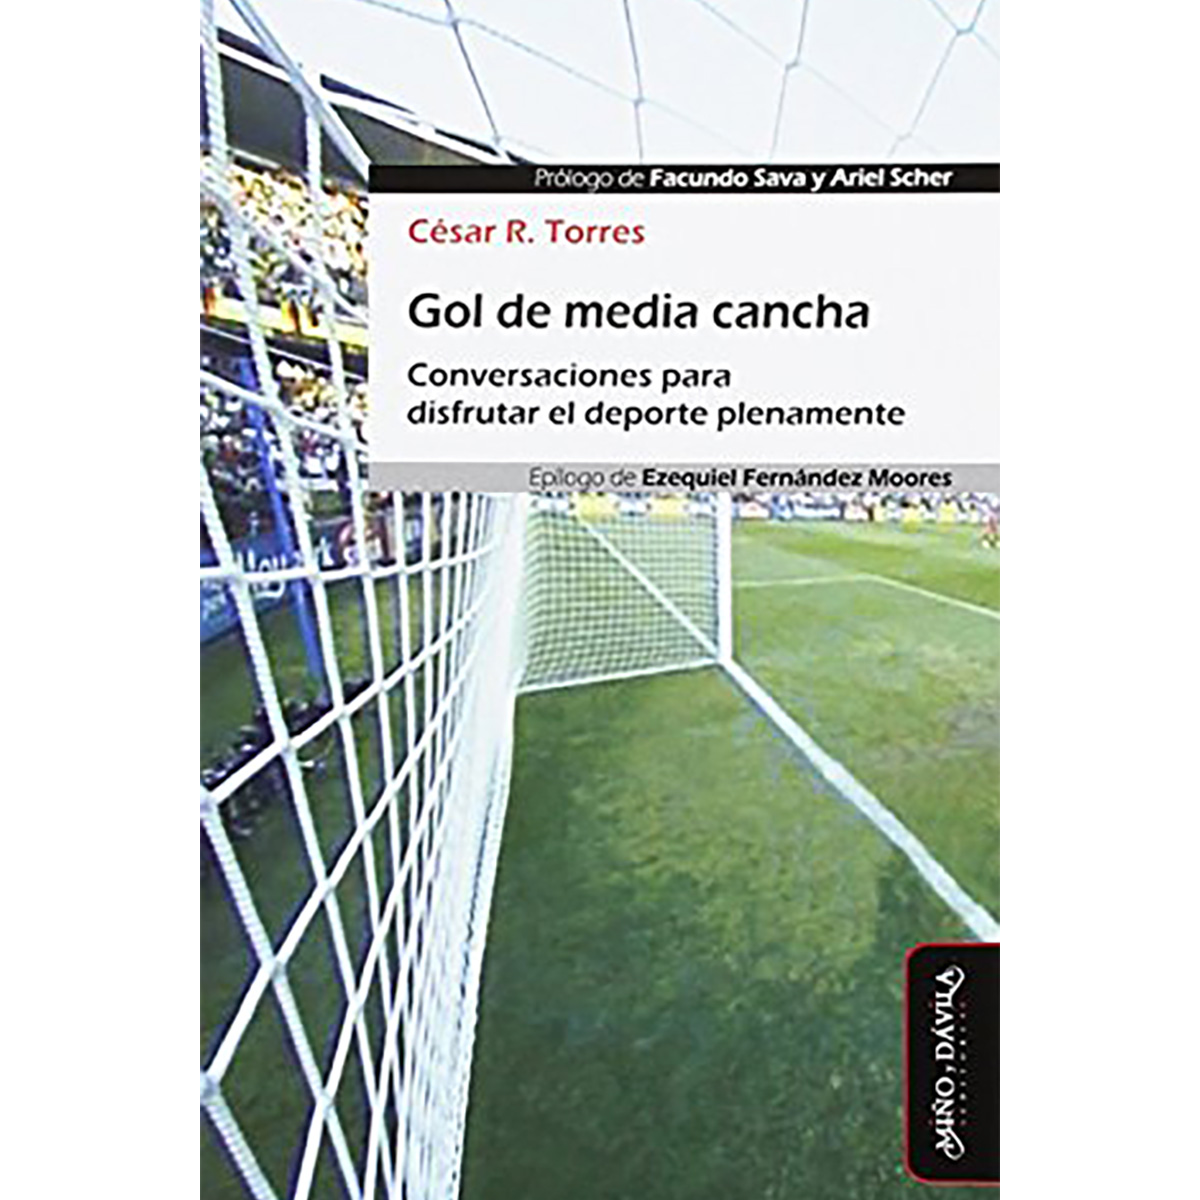 Prólogo de Facundo Sava y Ariel Scher
César R. Torres
Gol de media cancha
Conversaciones para
disfrutar el deporte plenamente
Epílogo de Ezequiel Fernández Moores
MIÑO y DÁVILA
EDITORES